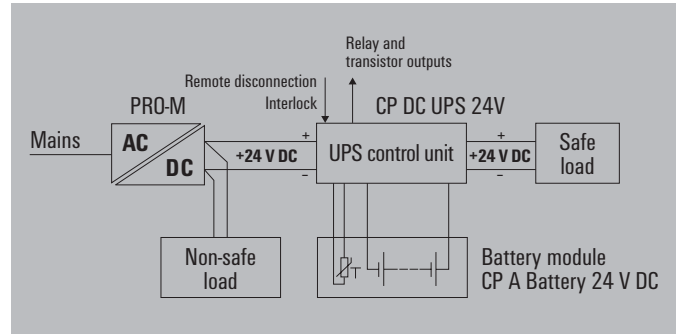 Relay and
transistor outputs
Remote disconnection
Interlock
PRO-M
CP DC UPS 24V
Mains
AC
DC
+
+24 V DC
–
UPS control unit
+
+24 V DC
–
Safe
load
Non-safe
load
T
Battery module
CP A Battery 24 V DC